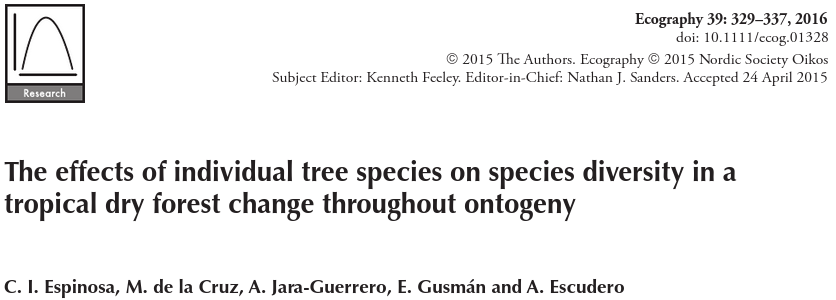 Ecography 39: 329–337, 2016
doi: 10.1111/ecog.01328
© 2015 The Authors. Ecography © 2015 Nordic Society Oikos
Subject Editor: Kenneth Feeley. Editor-in-Chief: Nathan J. Sanders. Accepted 24 April 2015
Research
The effects of individual tree species on species diversity in a
tropical dry forest change throughout ontogeny
C. I. Espinosa, M. de la Cruz, A. Jara-Guerrero, E. Gusmán and A. Escudero